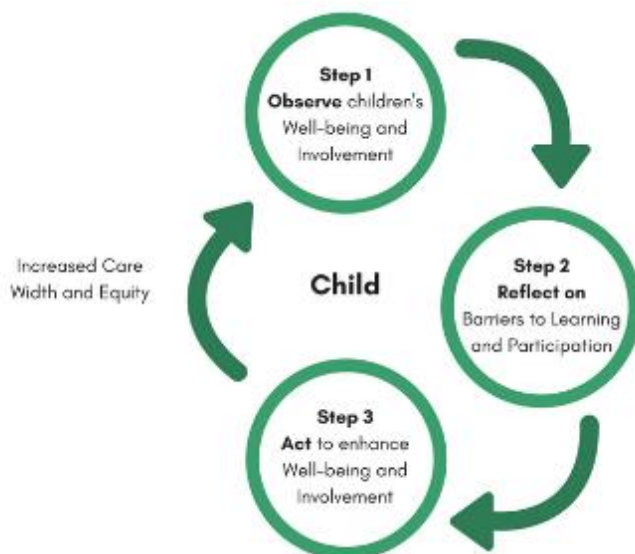 Step 1
Observe children's
Well-being and
Involvement
Step 2
Reflect on
Barriers to Learning
and Participation
Step 3
Act to enhance
Well-being and
Involvement
Increased Care
Width and Equity
Child